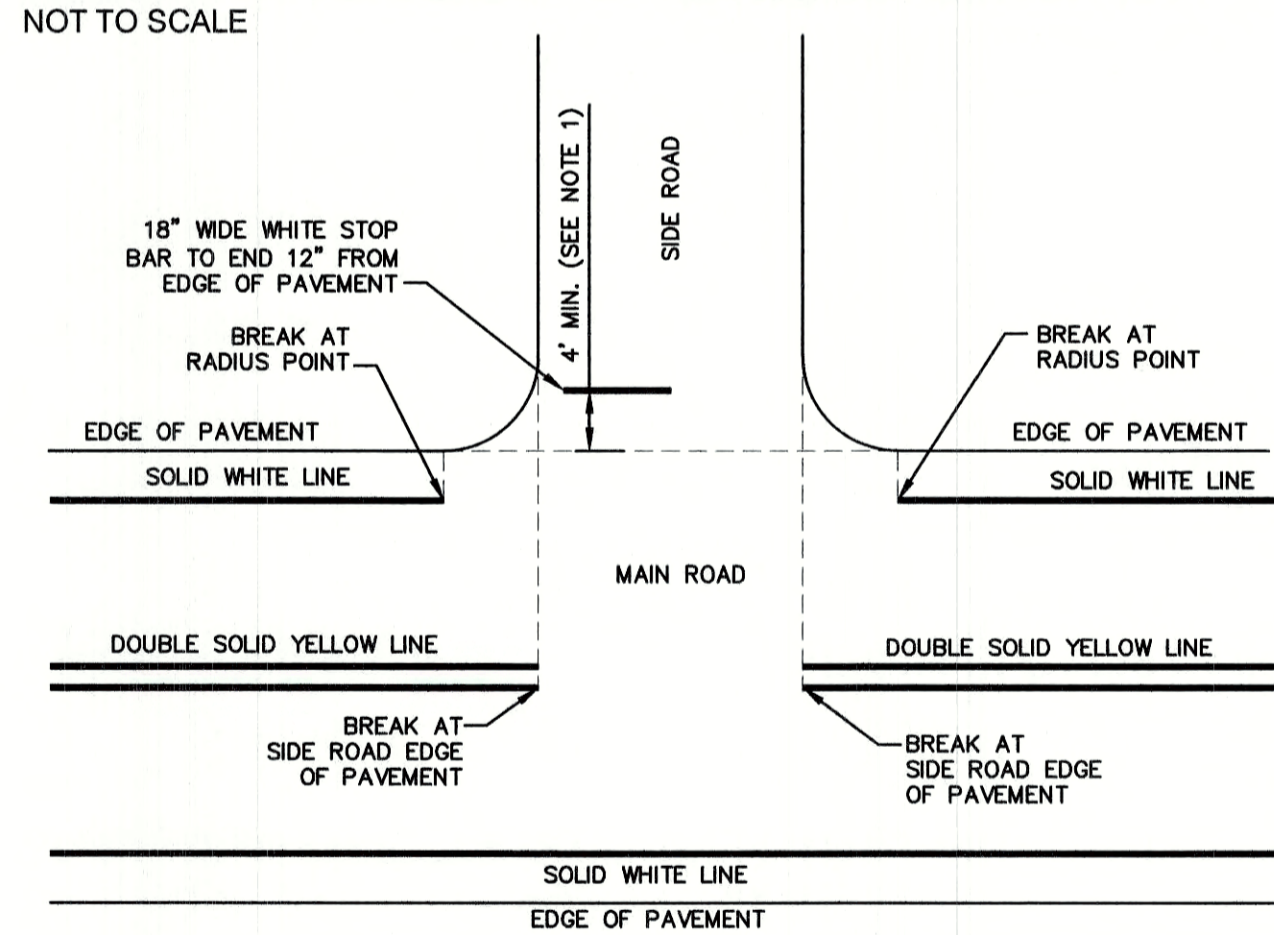 NOT TO SCALE
4' MIN. (SEE NOTE 1)
SIDE ROAD
18" WIDE WHITE STOP
BAR TO END 12" FROM
EDGE OF PAVEMENT
BREAK AT
RADIUS POINT
BREAK AT
RADIUS POINT
EDGE OF PAVEMENT
EDGE OF PAVEMENT
SOLID WHITE LINE
SOLID WHITE LINE
MAIN ROAD
DOUBLE SOLID YELLOW LINE
DOUBLE SOLID YELLOW LINE
BREAK AT
SIDE ROAD EDGE
OF PAVEMENT
BREAK AT
SIDE ROAD EDGE
OF PAVEMENT
SOLID WHITE LINE
EDGE OF PAVEMENT